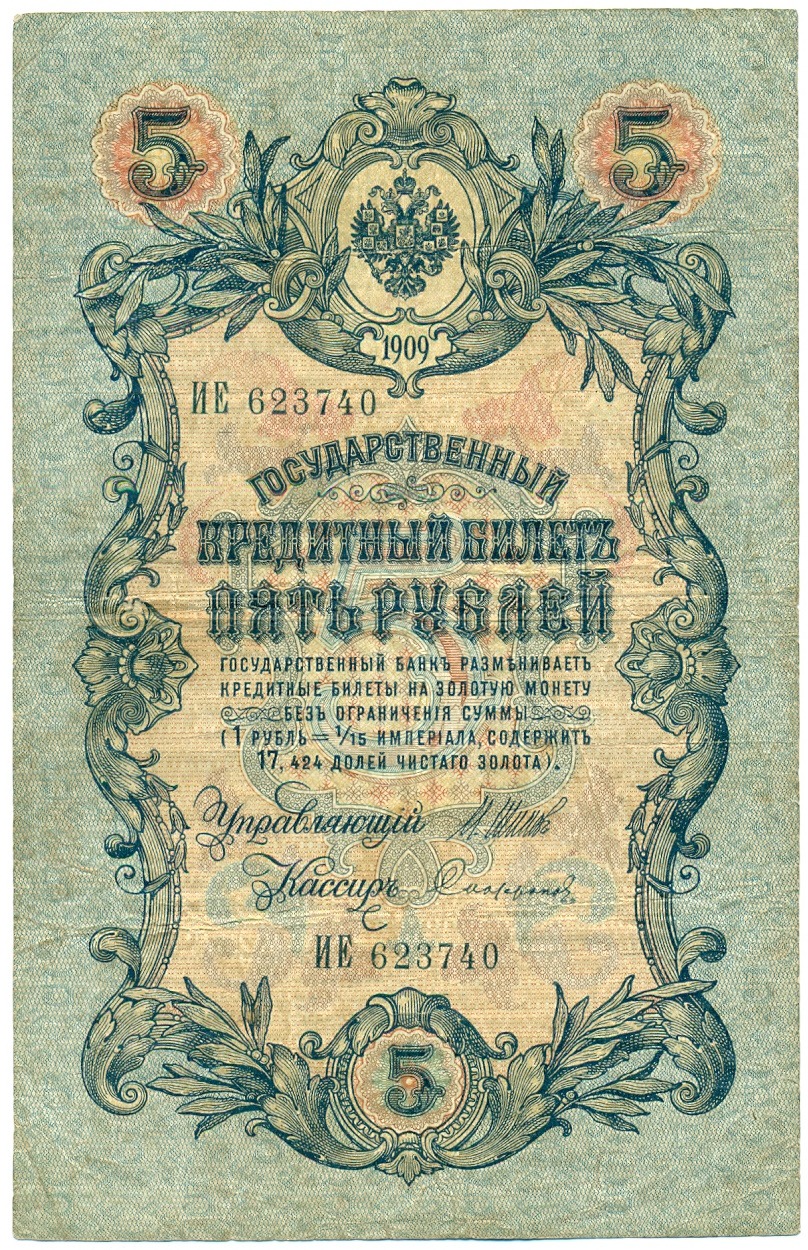 5 5
1909
ИЕ 623740
ГОСУДАРСТВЕННЫЙ
КРЕДИТНЫЙ БИЛЕТЪ
ПЯТЬ РУБЛЕЙ
ГОСУДАРСТВЕННЫЙ БАНКЪ РАЗМѢНИВАЕТЪ
КРЕДИТНЫЕ БИЛЕТЫ НА ЗОЛОТУЮ МОНЕТУ
БЕЗЪ ОГРАНИЧЕНІЯ СУММЫ
(1 РУБЛЬ = 1/15 ИМПЕРІАЛА, СОДЕРЖИТЪ
17,424 ДОЛЕЙ ЧИСТАГО ЗОЛОТА).
Управляющій
Кассиръ
ИЕ 623740
5